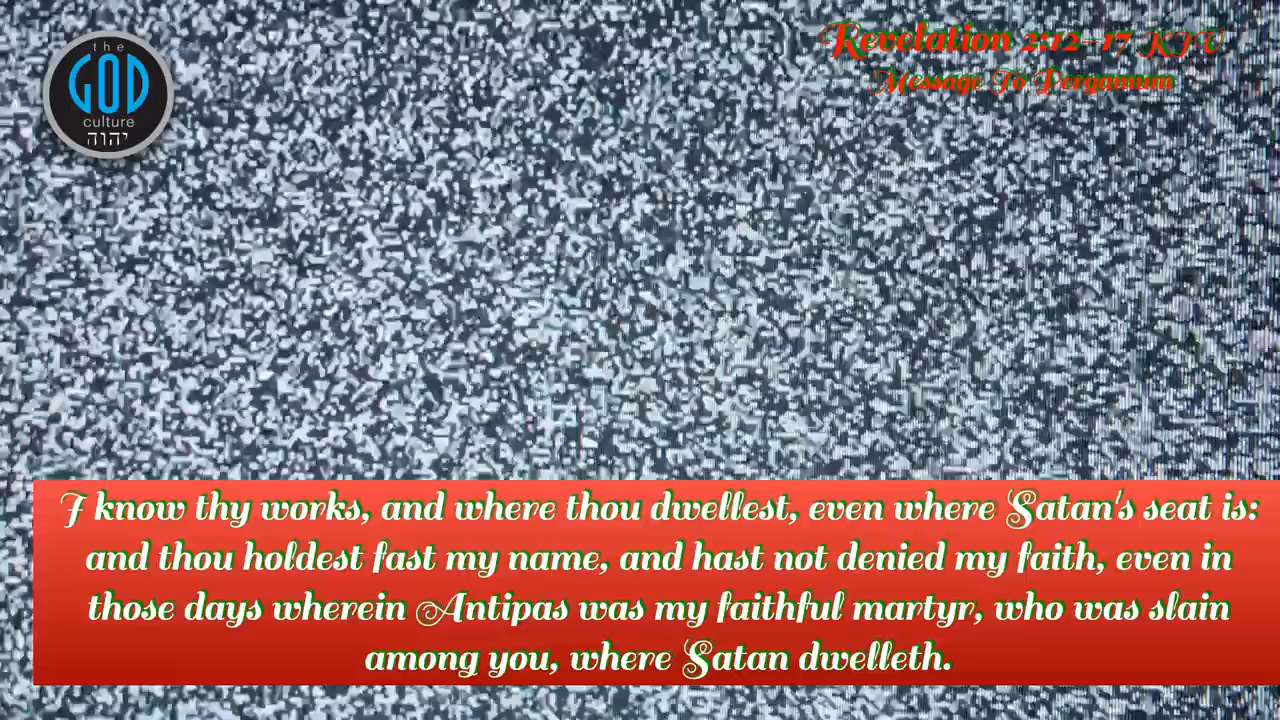 the
GOD
culture
יהוה
Revelation 2:12–17 KJV
Message To Pergamum
I know thy works, and where thou dwellest, even where Satan's seat is:
and thou holdest fast my name, and hast not denied my faith, even in
those days wherein Antipas was my faithful martyr, who was slain
among you, where Satan dwelleth.